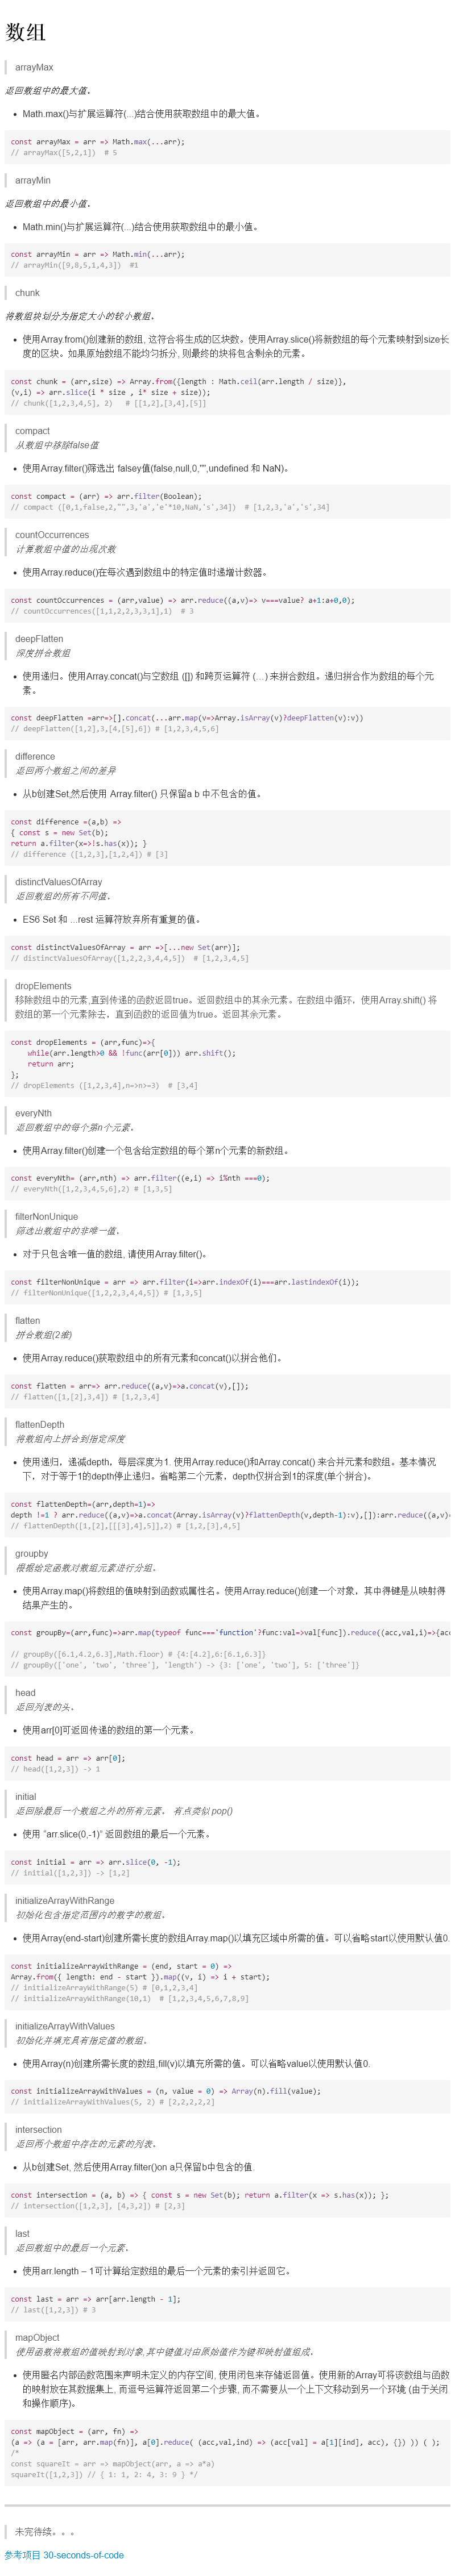 数组
arrayMax
返回数组中的最大值。
Math.max()与扩展运算符(...)结合使用获取数组中的最大值。
const arrayMax = arr => Math.max(...arr);
// arrayMax([5,2,1])  # 5
arrayMin
返回数组中的最小值。
Math.min()与扩展运算符(...)结合使用获取数组中的最小值。
const arrayMin = arr => Math.min(...arr);
// arrayMin([9,8,5,1,4,3])  #1
chunk
将数组块划分为指定大小的较小数组。
使用Array.from()创建新的数组, 这符合将生成的区块数。使用Array.slice()将新数组的每个元素映射到size长
度的区块。如果原始数组不能均匀拆分, 则最终的块将包含剩余的元素。
const chunk = (arr,size) => Array.from({length : Math.ceil(arr.length / size)},
(v,i) => arr.slice(i * size , i* size + size));
// chunk([1,2,3,4,5], 2)   # [[1,2],[3,4],[5]]
compact
从数组中移除false值
使用Array.filter()筛选出 falsey值(false,null,0,"",undefined 和 NaN)。
const compact = (arr) => arr.filter(Boolean);
// compact ([0,1,false,2,"",3,'a','e'*10,NaN,'s',34])  # [1,2,3,'a','s',34]
countOccurrences
计算数组中值的出现次数
使用Array.reduce()在每次遇到数组中的特定值时递增计数器。
const countOccurrences = (arr,value) => arr.reduce((a,v)=> v===value? a+1:a+0,0);
// countOccurrences([1,1,2,2,3,3,1],1)  # 3
deepFlatten
深度拼合数组
使用递归。使用Array.concat()与空数组 ([]) 和跨页运算符 (…) 来拼合数组。递归拼合作为数组的每个元
素。
const deepFlatten =arr=>[].concat(...arr.map(v=>Array.isArray(v)?deepFlatten(v):v))
// deepFlatten([1,2],3,[4,[5],6]) # [1,2,3,4,5,6]
difference
返回两个数组之间的差异
从b创建Set,然后使用 Array.filter() 只保留a b 中不包含的值。
const difference =(a,b) =>
{ const s = new Set(b);
return a.filter(x=>!s.has(x)); }
// difference ([1,2,3],[1,2,4]) # [3]
distinctValuesOfArray
返回数组的所有不同值。
ES6 Set 和 ...rest 运算符放弃所有重复的值。
const distinctValuesOfArray = arr =>[...new Set(arr)];
// distinctValuesOfArray([1,2,2,3,4,4,5])  # [1,2,3,4,5]
dropElements
移除数组中的元素,直到传递的函数返回true。返回数组中的其余元素。在数组中循环，使用Array.shift() 将
数组的第一个元素除去，直到函数的返回值为true。返回其余元素。
const dropElements = (arr,func)=>{
while(arr.length>0 && !func(arr[0])) arr.shift();
return arr;
};
// dropElements ([1,2,3,4],n=>n>=3)  # [3,4]
everyNth
返回数组中的每个第n个元素。
使用Array.filter()创建一个包含给定数组的每个第n个元素的新数组。
const everyNth= (arr,nth) => arr.filter((e,i) => i%nth ===0);
// everyNth([1,2,3,4,5,6],2) # [1,3,5]
filterNonUnique
筛选出数组中的非唯一值。
对于只包含唯一值的数组, 请使用Array.filter()。
const filterNonUnique = arr => arr.filter(i=>arr.indexOf(i)===arr.lastindexOf(i));
// filterNonUnique([1,2,2,3,4,4,5]) # [1,3,5]
flatten
拼合数组(2维)
使用Array.reduce()获取数组中的所有元素和concat()以拼合他们。
const flatten = arr=> arr.reduce((a,v)=>a.concat(v),[]);
// flatten([1,[2],3,4]) # [1,2,3,4]
flattenDepth
将数组向上拼合到指定深度
使用递归，递减depth，每层深度为1. 使用Array.reduce()和Array.concat() 来合并元素和数组。基本情况
下，对于等于1的depth停止递归。省略第二个元素，depth仅拼合到1的深度(单个拼合)。
const flattenDepth=(arr,depth=1)=>
depth !=1 ? arr.reduce((a,v)=>a.concat(Array.isArray(v)?flattenDepth(v,depth-1):v),[]):arr.reduce((a,v)=
// flattenDepth([1,[2],[[[3],4],5]],2) # [1,2,[3],4,5]
groupby
根据给定函数对数组元素进行分组。
使用Array.map()将数组的值映射到函数或属性名。使用Array.reduce()创建一个对象，其中得键是从映射得
结果产生的。
const groupBy=(arr,func)=>arr.map(typeof func==='function'?func:val=>val[func]).reduce((acc,val,i)=>{acc
// groupBy([6.1,4.2,6.3],Math.floor) # {4:[4.2],6:[6.1,6.3]}
// groupBy(['one', 'two', 'three'], 'length') -> {3: ['one', 'two'], 5: ['three']}
head
返回列表的头。
使用arr[0]可返回传递的数组的第一个元素。
const head = arr => arr[0];
// head([1,2,3]) -> 1
initial
返回除最后一个数组之外的所有元素， 有点类似 pop()
使用 "arr.slice(0,-1)" 返回数组的最后一个元素。
const initial = arr => arr.slice(0, -1);
// initial([1,2,3]) -> [1,2]
initializeArrayWithRange
初始化包含指定范围内的数字的数组。
使用Array(end-start)创建所需长度的数组Array.map()以填充区域中所需的值。可以省略start以使用默认值0.
const initializeArrayWithRange = (end, start = 0) =>
Array.from({ length: end - start }).map((v, i) => i + start);
// initializeArrayWithRange(5) # [0,1,2,3,4]
// initializeArrayWithRange(10,1)  # [1,2,3,4,5,6,7,8,9]
initializeArrayWithValues
初始化并填充具有指定值的数组。
使用Array(n)创建所需长度的数组,fill(v)以填充所需的值。可以省略value以使用默认值0.
const initializeArrayWithValues = (n, value = 0) => Array(n).fill(value);
// initializeArrayWithValues(5, 2) # [2,2,2,2,2]
intersection
返回两个数组中存在的元素的列表。
从b创建Set, 然后使用Array.filter()on a只保留b中包含的值.
const intersection = (a, b) => { const s = new Set(b); return a.filter(x => s.has(x)); };
// intersection([1,2,3], [4,3,2]) # [2,3]
last
返回数组中的最后一个元素。
使用arr.length – 1可计算给定数组的最后一个元素的索引并返回它。
const last = arr => arr[arr.length - 1];
// last([1,2,3]) # 3
mapObject
使用函数将数组的值映射到对象,其中键值对由原始值作为键和映射值组成。
使用匿名内部函数范围来声明未定义的内存空间, 使用闭包来存储返回值。使用新的Array可将该数组与函数
的映射放在其数据集上, 而逗号运算符返回第二个步骤, 而不需要从一个上下文移动到另一个环境 (由于关闭
和操作顺序)。
const mapObject = (arr, fn) =>
(a => (a = [arr, arr.map(fn)], a[0].reduce( (acc,val,ind) => (acc[val] = a[1][ind], acc), {}) )) ( );
/*
const squareIt = arr => mapObject(arr, a => a*a)
squareIt([1,2,3]) // { 1: 1, 2: 4, 3: 9 } */
未完待续。。。
参考项目 30-seconds-of-code